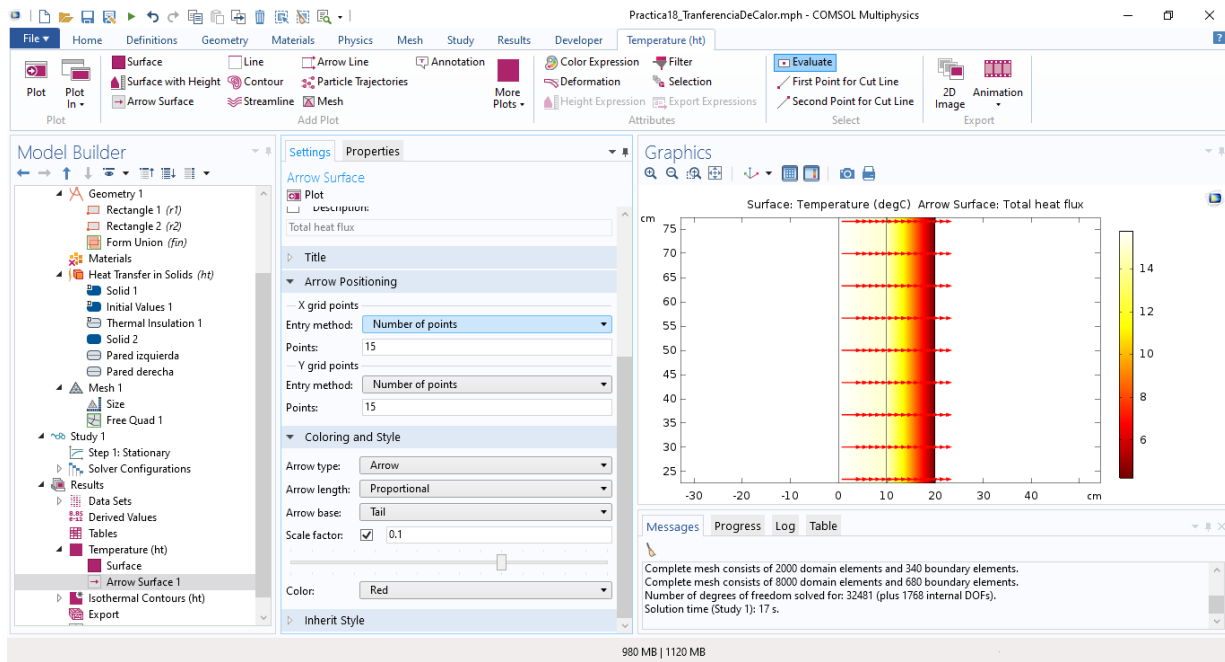 Practica18_TranferenciaDeCalor.mph - COMSOL Multiphysics
File Home Definitions Geometry Materials Physics Mesh Study Results Developer Temperature (ht) ?
Surface Line Arrow Line Annotation Color Expression Filter Evaluate
Surface with Height Contour Particle Trajectories Deformation Selection First Point for Cut Line
Arrow Surface Streamline Mesh Height Expression Export Expressions Second Point for Cut Line
Plot Plot In More Plots 2D Image Animation
Plot Add Plot Attributes Select Export
Model Builder
Geometry 1
Rectangle 1 (r1)
Rectangle 2 (r2)
Form Union (fin)
Materials
Heat Transfer in Solids (ht)
Solid 1
Initial Values 1
Thermal Insulation 1
Solid 2
Pared izquierda
Pared derecha
Mesh 1
Size
Free Quad 1
Study 1
Step 1: Stationary
Solver Configurations
Results
Data Sets
8.85 e-12 Derived Values
Tables
Temperature (ht)
Surface
Arrow Surface 1
Isothermal Contours (ht)
Export
Settings Properties
Arrow Surface
Plot
Description:
Total heat flux
Title
Arrow Positioning
X grid points
Entry method: Number of points
Points: 15
Y grid points
Entry method: Number of points
Points: 15
Coloring and Style
Arrow type: Arrow
Arrow length: Proportional
Arrow base: Tail
Scale factor: 0.1
Color: Red
Inherit Style
Graphics
Surface: Temperature (degC) Arrow Surface: Total heat flux
cm
75
70
65
60
55
50
45
40
35
30
25
-30 -20 -10 0 10 20 30 40 cm
14
12
10
8
6
Messages Progress Log Table
Complete mesh consists of 2000 domain elements and 340 boundary elements.
Complete mesh consists of 8000 domain elements and 680 boundary elements.
Number of degrees of freedom solved for: 32481 (plus 1768 internal DOFs).
Solution time (Study 1): 17 s.
980 MB | 1120 MB